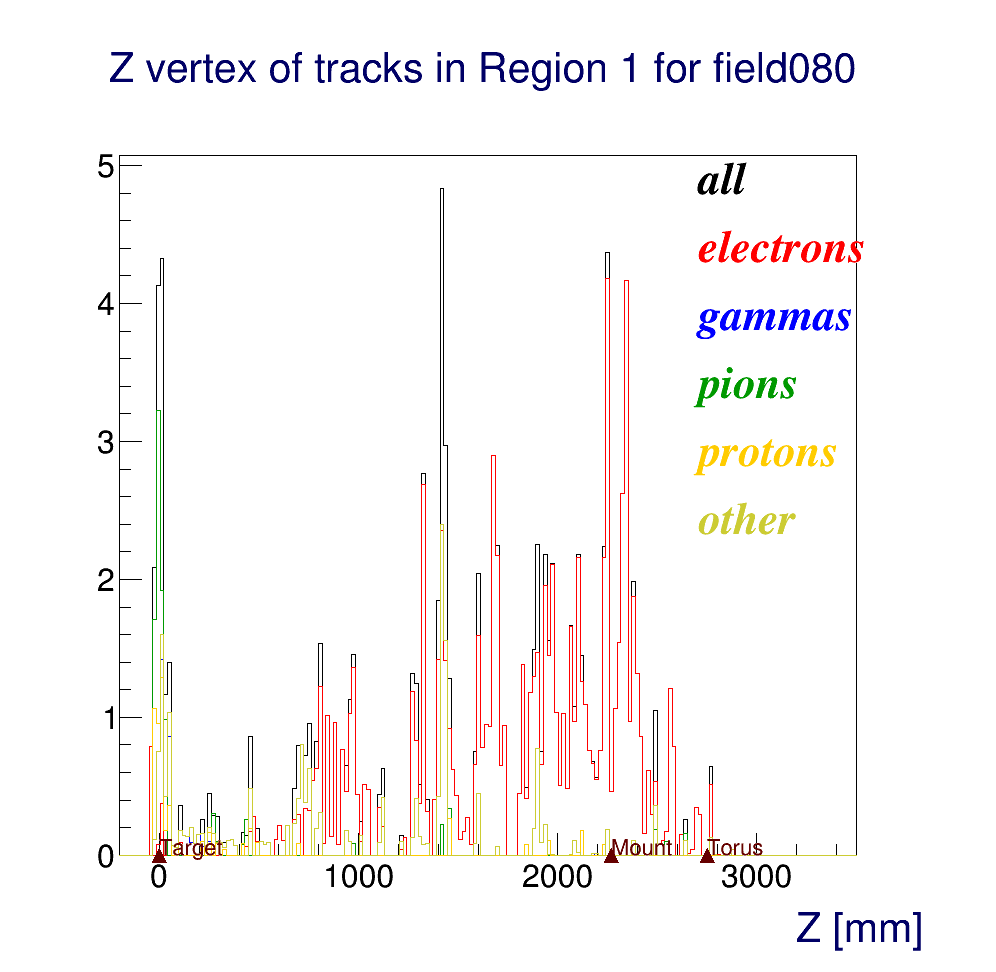 Z vertex of tracks in Region 1 for field080
5
all
electrons
4
gammas
pions
3
protons
other
2
1
0
Target
Mount
Torus
0
1000
2000
3000
Z [mm]